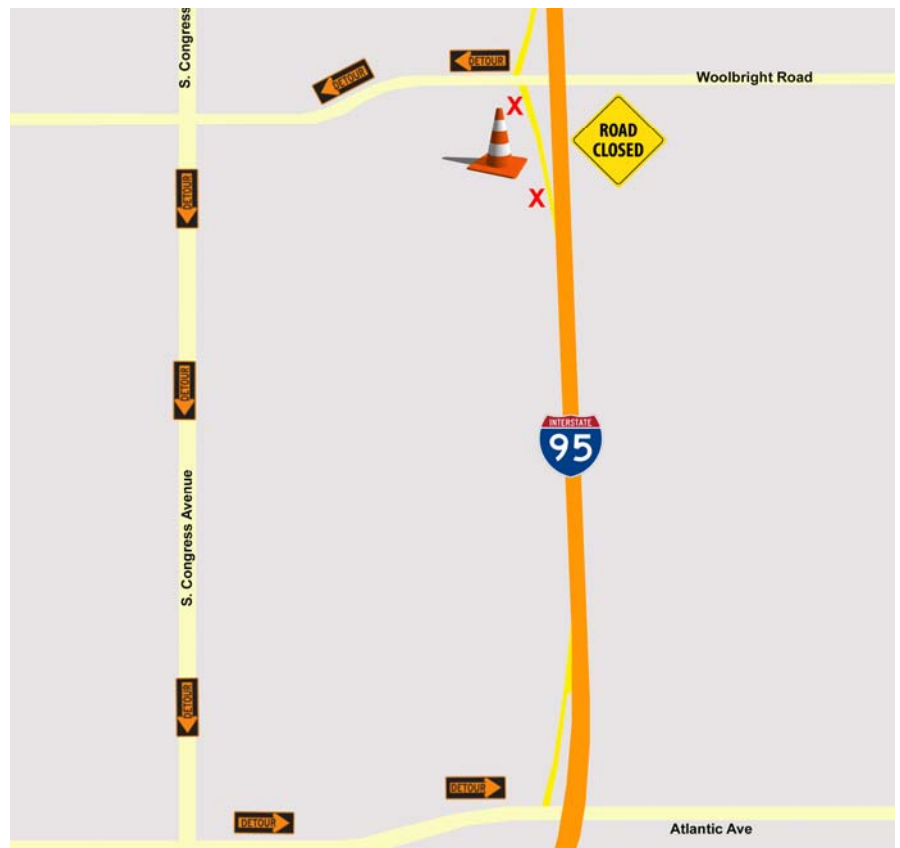 S. Congress
DETOUR
DETOUR
Woolbright Road
ROAD
CLOSED
X
X
DETOUR
DETOUR
INTERSTATE
95
S. Congress Avenue
DETOUR
DETOUR
DETOUR
Atlantic Ave